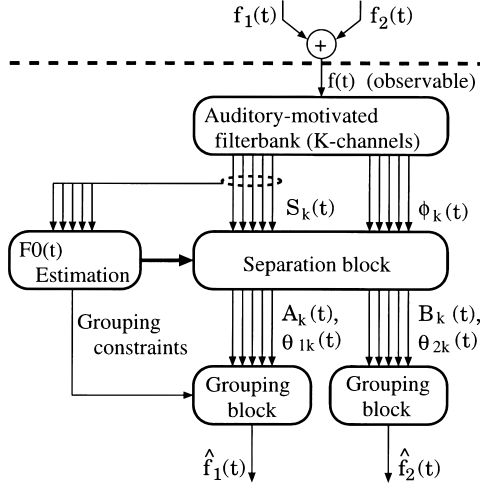 f1(t) f2(t)
+
f(t) (observable)
Auditory-motivated
filterbank (K-channels)
Sk(t) ϕk(t)
F0(t)
Estimation
Separation block
Grouping
constraints
Ak(t),
θ1k(t)
Bk(t),
θ2k(t)
Grouping
block
Grouping
block
f̂1(t) f̂2(t)